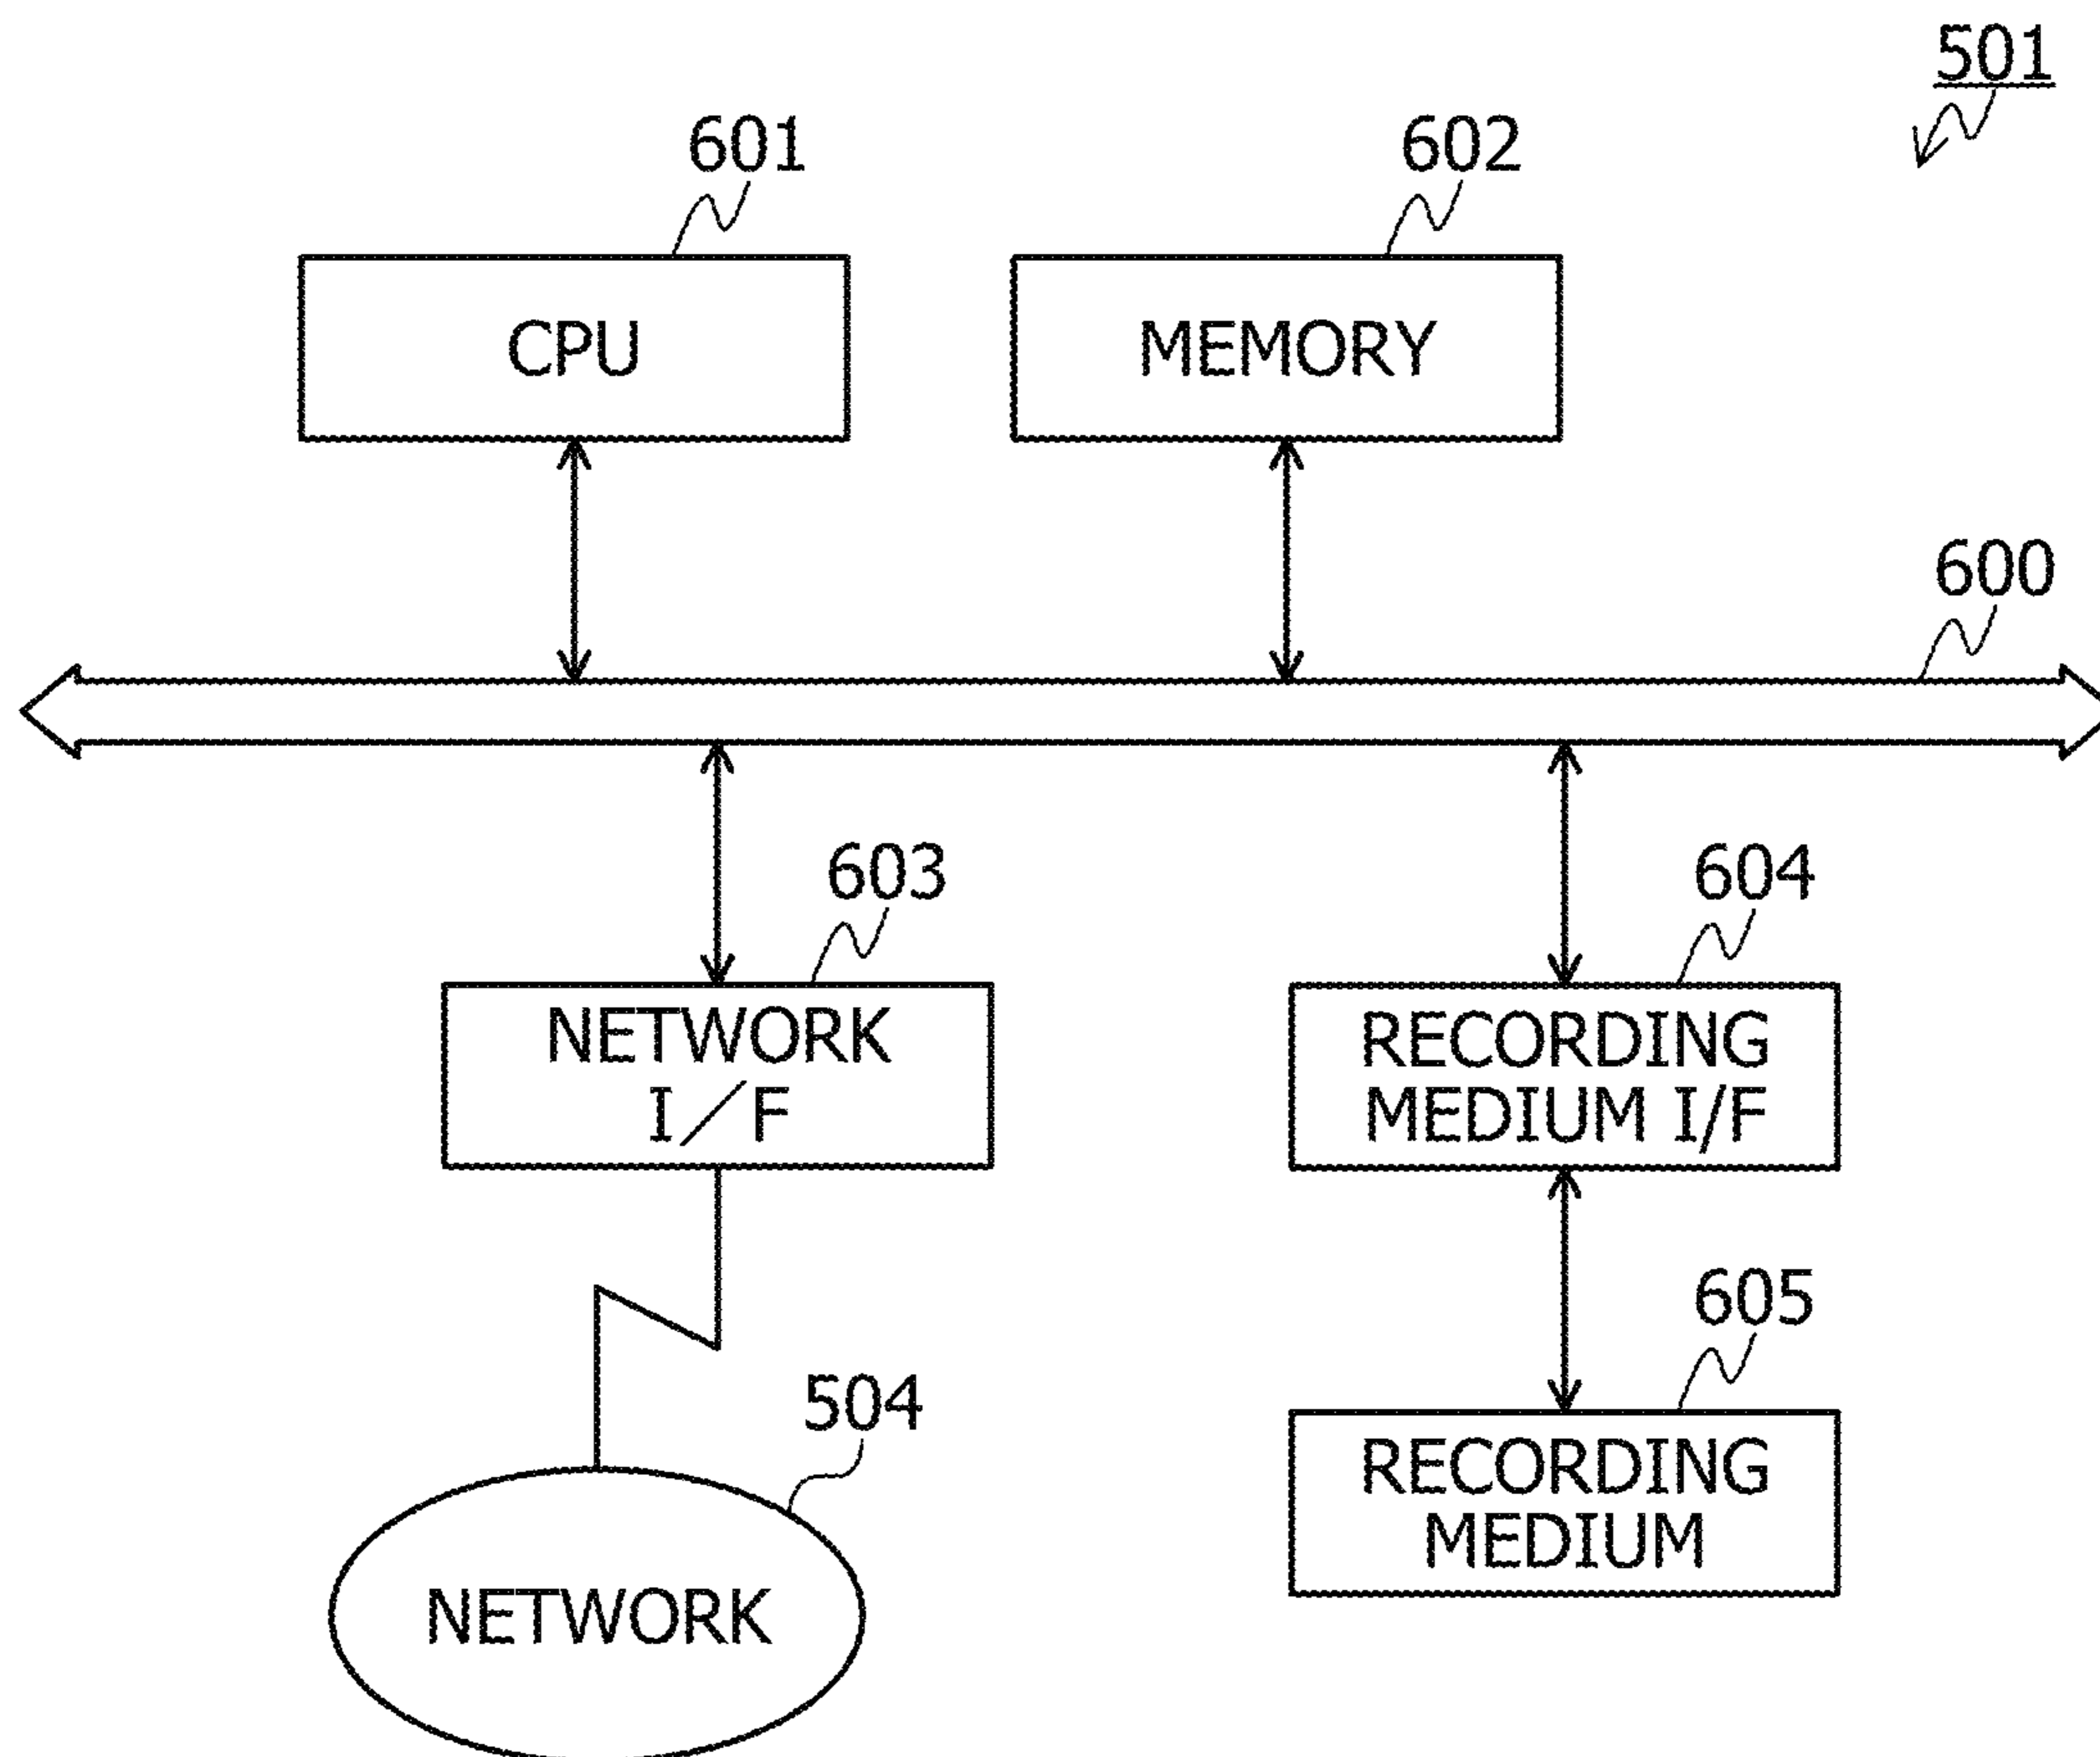 501
601
602
CPU
MEMORY
600
603
604
NETWORK
I/F
RECORDING
MEDIUM I/F
605
504
RECORDING
MEDIUM
NETWORK